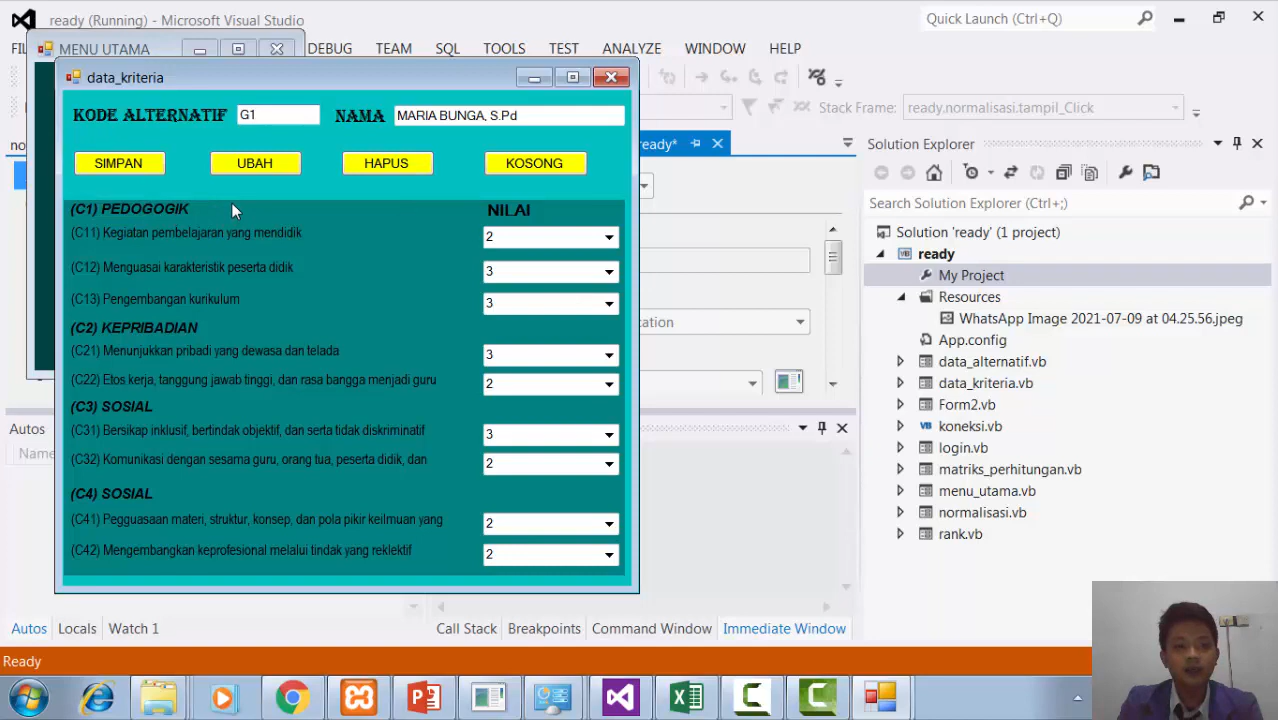 ready (Running) - Microsoft Visual Studio
Quick Launch (Ctrl+Q)
MENU UTAMA
DEBUG TEAM SQL TOOLS TEST ANALYZE WINDOW HELP
data_kriteria
Stack Frame: ready.normalisasi.tampil_Click
KODE ALTERNATIF G1 NAMA MARIA BUNGA, S.Pd
ready*
Solution Explorer
SIMPAN UBAH HAPUS KOSONG
Search Solution Explorer (Ctrl+;)
(C1) PEDOGOGIK NILAI
(C11) Kegiatan pembelajaran yang mendidik 2
(C12) Menguasai karakteristik peserta didik 3
(C13) Pengembangan kurikulum 3
(C2) KEPRIBADIAN
(C21) Menunjukkan pribadi yang dewasa dan telada 3
(C22) Etos kerja, tanggung jawab tinggi, dan rasa bangga menjadi guru 2
(C3) SOSIAL
(C31) Bersikap inklusif, bertindak objektif, dan serta tidak diskriminatif 3
(C32) Komunikasi dengan sesama guru, orang tua, peserta didik, dan 2
(C4) SOSIAL
(C41) Pegguasaan materi, struktur, konsep, dan pola pikir keilmuan yang 2
(C42) Mengembangkan keprofesional melalui tindak yang reklektif 2
Solution 'ready' (1 project)
ready
My Project
Resources
WhatsApp Image 2021-07-09 at 04.25.56.jpeg
App.config
data_alternatif.vb
data_kriteria.vb
Form2.vb
koneksi.vb
login.vb
matriks_perhitungan.vb
menu_utama.vb
normalisasi.vb
rank.vb
Autos
Name
Autos Locals Watch 1
Call Stack Breakpoints Command Window Immediate Window
Ready